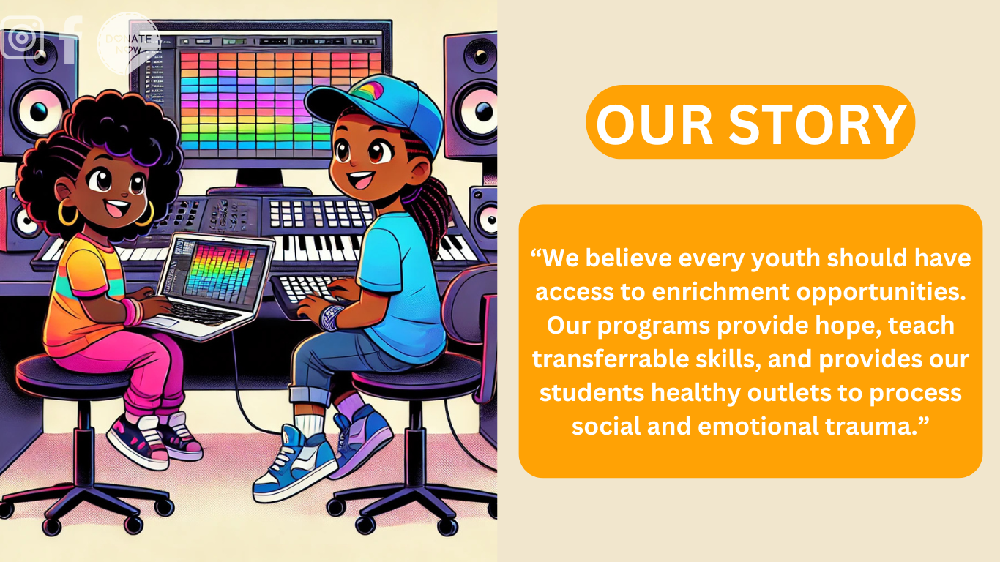 DONATE
NOW
OUR STORY
“We believe every youth should have
access to enrichment opportunities.
Our programs provide hope, teach
transferrable skills, and provides our
students healthy outlets to process
social and emotional trauma.”